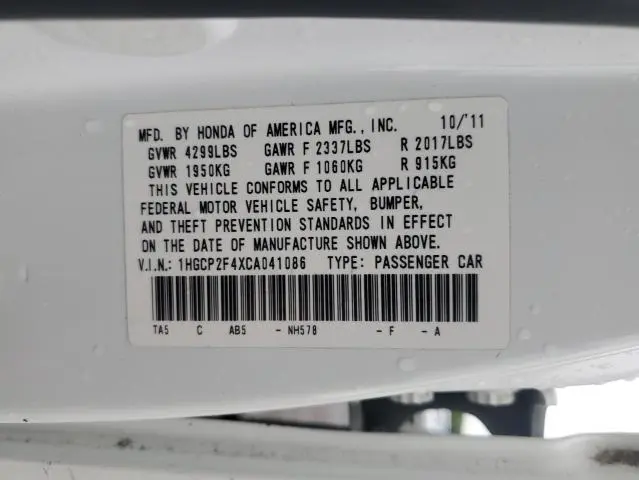 MFD. BY HONDA OF AMERICA MFG., INC. 10/'11
GVWR 4299LBS GAWR F 2337LBS R 2017LBS
GVWR 1950KG GAWR F 1060KG R 915KG
THIS VEHICLE CONFORMS TO ALL APPLICABLE
FEDERAL MOTOR VEHICLE SAFETY, BUMPER,
AND THEFT PREVENTION STANDARDS IN EFFECT
ON THE DATE OF MANUFACTURE SHOWN ABOVE.
V.I.N.: 1HGCP2F4XCA041086 TYPE: PASSENGER CAR
TA5 C AB5 - NH578 - F - A